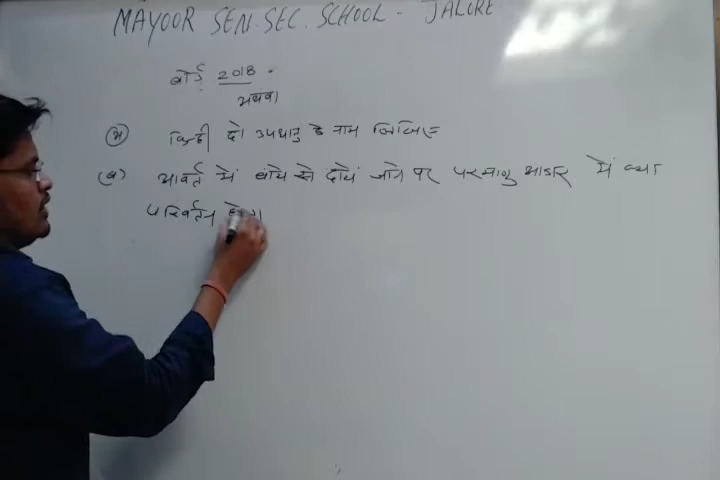 MAYOOR SEN. SEC. SCHOOL - JALORE
बोर्ड 2018.
अथवा
(अ) किन्ही दो उपधातु के नाम लिखिए
(ब) आवर्त में बांये से दांये जाने पर परमाणु आकार में क्या
परिवर्तन होगा